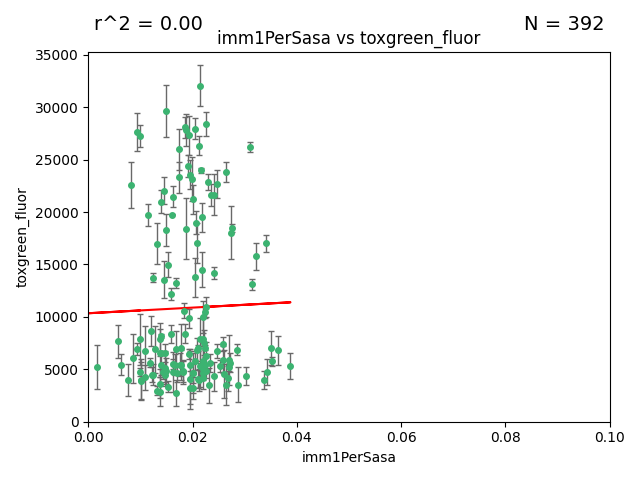 r^2 = 0.00
N = 392
imm1PerSasa vs toxgreen_fluor
35000
30000
25000
20000
15000
10000
5000
0
toxgreen_fluor
0.00
0.02
0.04
0.06
0.08
0.10
imm1PerSasa